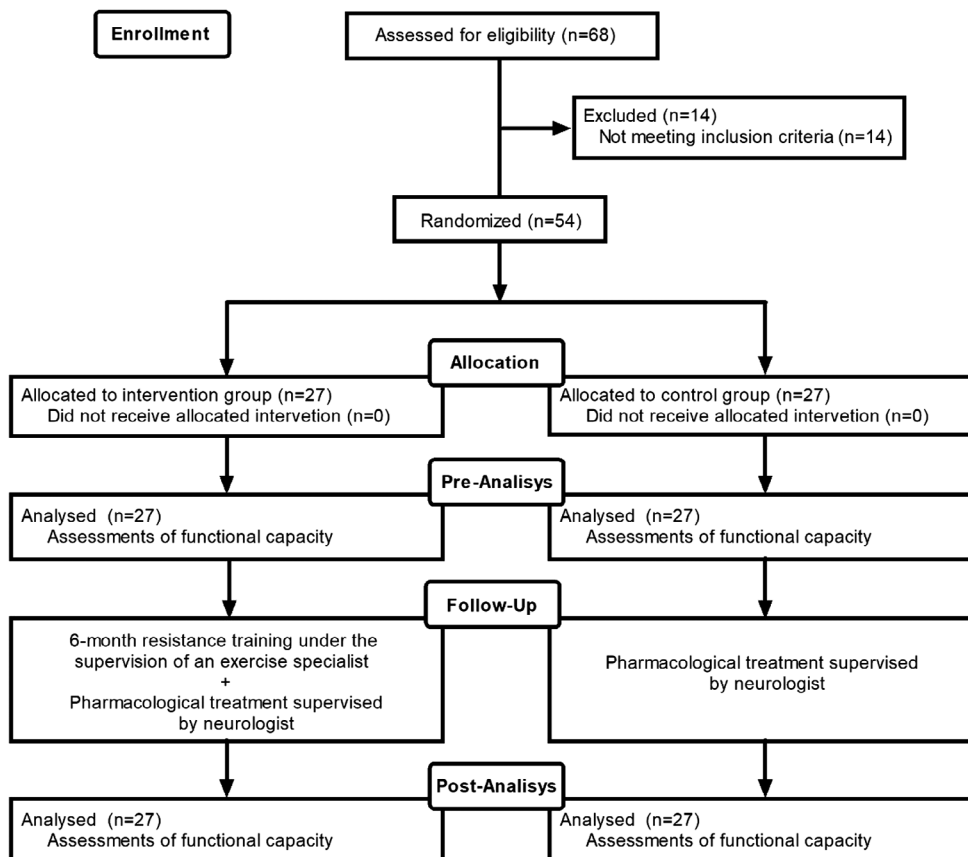 Enrollment
Assessed for eligibility (n=68)
Excluded (n=14)
Not meeting inclusion criteria (n=14)
Randomized (n=54)
Allocation
Allocated to intervention group (n=27)
Did not receive allocated intervetion (n=0)
Allocated to control group (n=27)
Did not receive allocated intervetion (n=0)
Pre-Analisys
Analysed (n=27)
Assessments of functional capacity
Analysed (n=27)
Assessments of functional capacity
Follow-Up
6-month resistance training under the
supervision of an exercise specialist
+
Pharmacological treatment supervised
by neurologist
Pharmacological treatment supervised
by neurologist
Post-Analisys
Analysed (n=27)
Assessments of functional capacity
Analysed (n=27)
Assessments of functional capacity